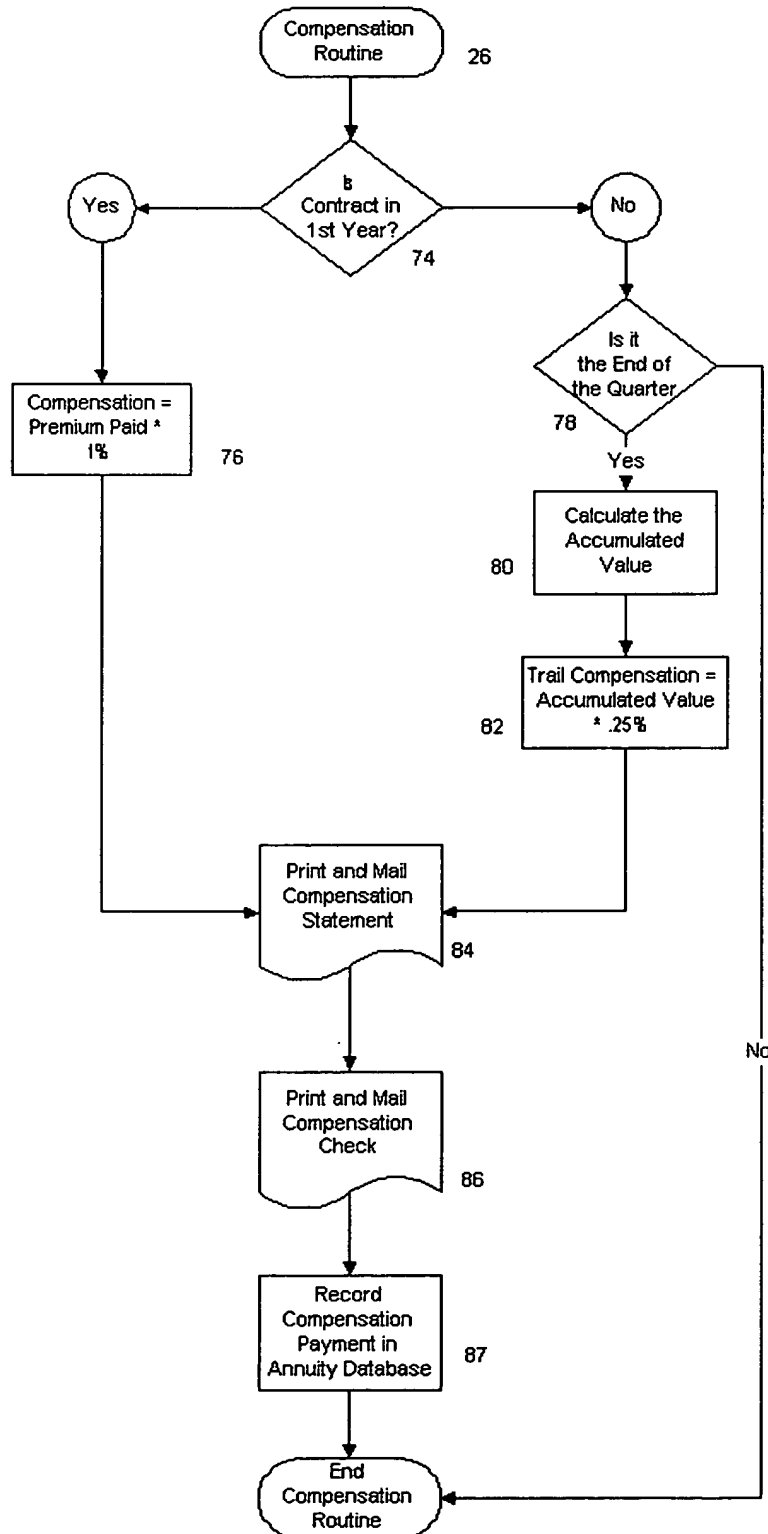 Compensation
Routine
26
Is
Contract in
1st Year?
74
Yes
No
Is it
the End of
the Quarter
78
Yes
Compensation =
Premium Paid *
1%
76
Calculate the
Accumulated
Value
80
Trail Compensation =
Accumulated Value
* .25%
82
Print and Mail
Compensation
Statement
84
No
Print and Mail
Compensation
Check
86
Record
Compensation
Payment in
Annuity Database
87
End
Compensation
Routine